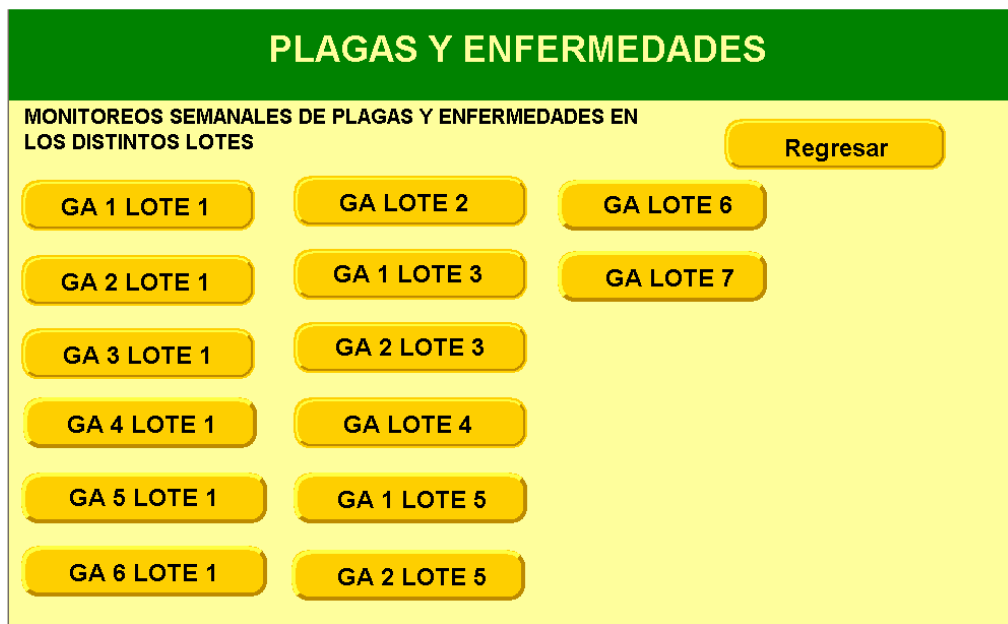 PLAGAS Y ENFERMEDADES
MONITOREOS SEMANALES DE PLAGAS Y ENFERMEDADES EN
LOS DISTINTOS LOTES
Regresar
GA 1 LOTE 1
GA 2 LOTE 1
GA 3 LOTE 1
GA 4 LOTE 1
GA 5 LOTE 1
GA 6 LOTE 1
GA LOTE 2
GA 1 LOTE 3
GA 2 LOTE 3
GA LOTE 4
GA 1 LOTE 5
GA 2 LOTE 5
GA LOTE 6
GA LOTE 7